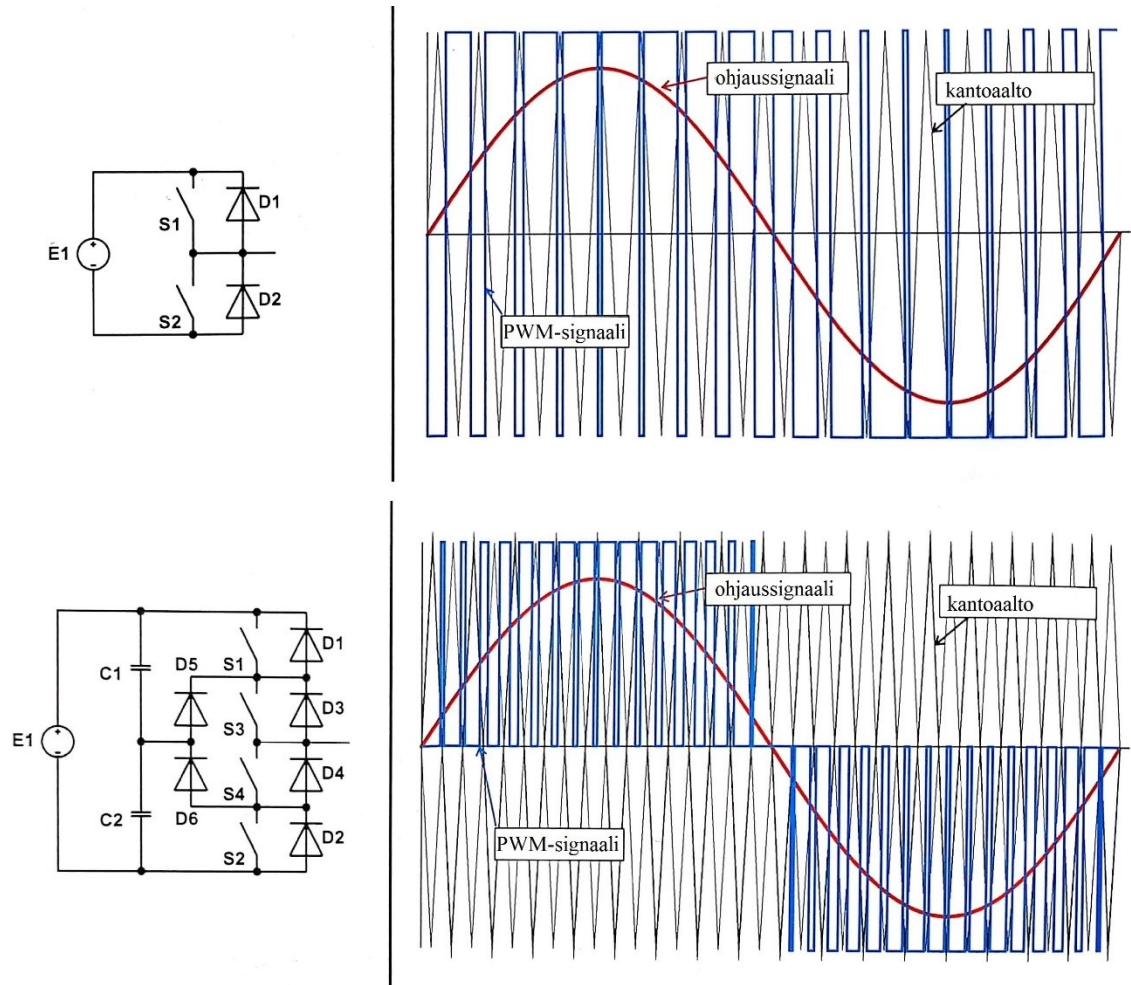 E1
S1
S2
D1
D2
ohjaussignaali
kantoaalto
PWM-signaali
E1
C1
C2
D5
D6
S1
S3
S4
S2
D1
D3
D4
D2
ohjaussignaali
kantoaalto
PWM-signaali